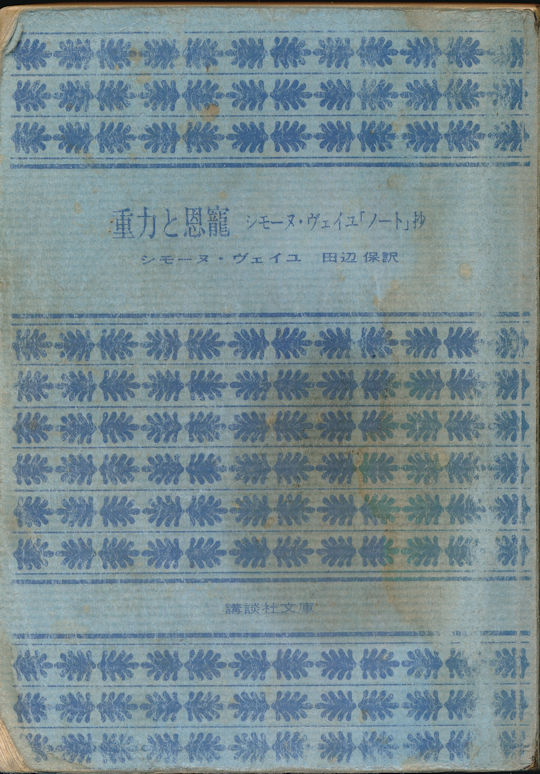 重力と恩寵 シモーヌ・ヴェイユ「ノート」抄
シモーヌ・ヴェイユ 田辺保訳
講談社文庫